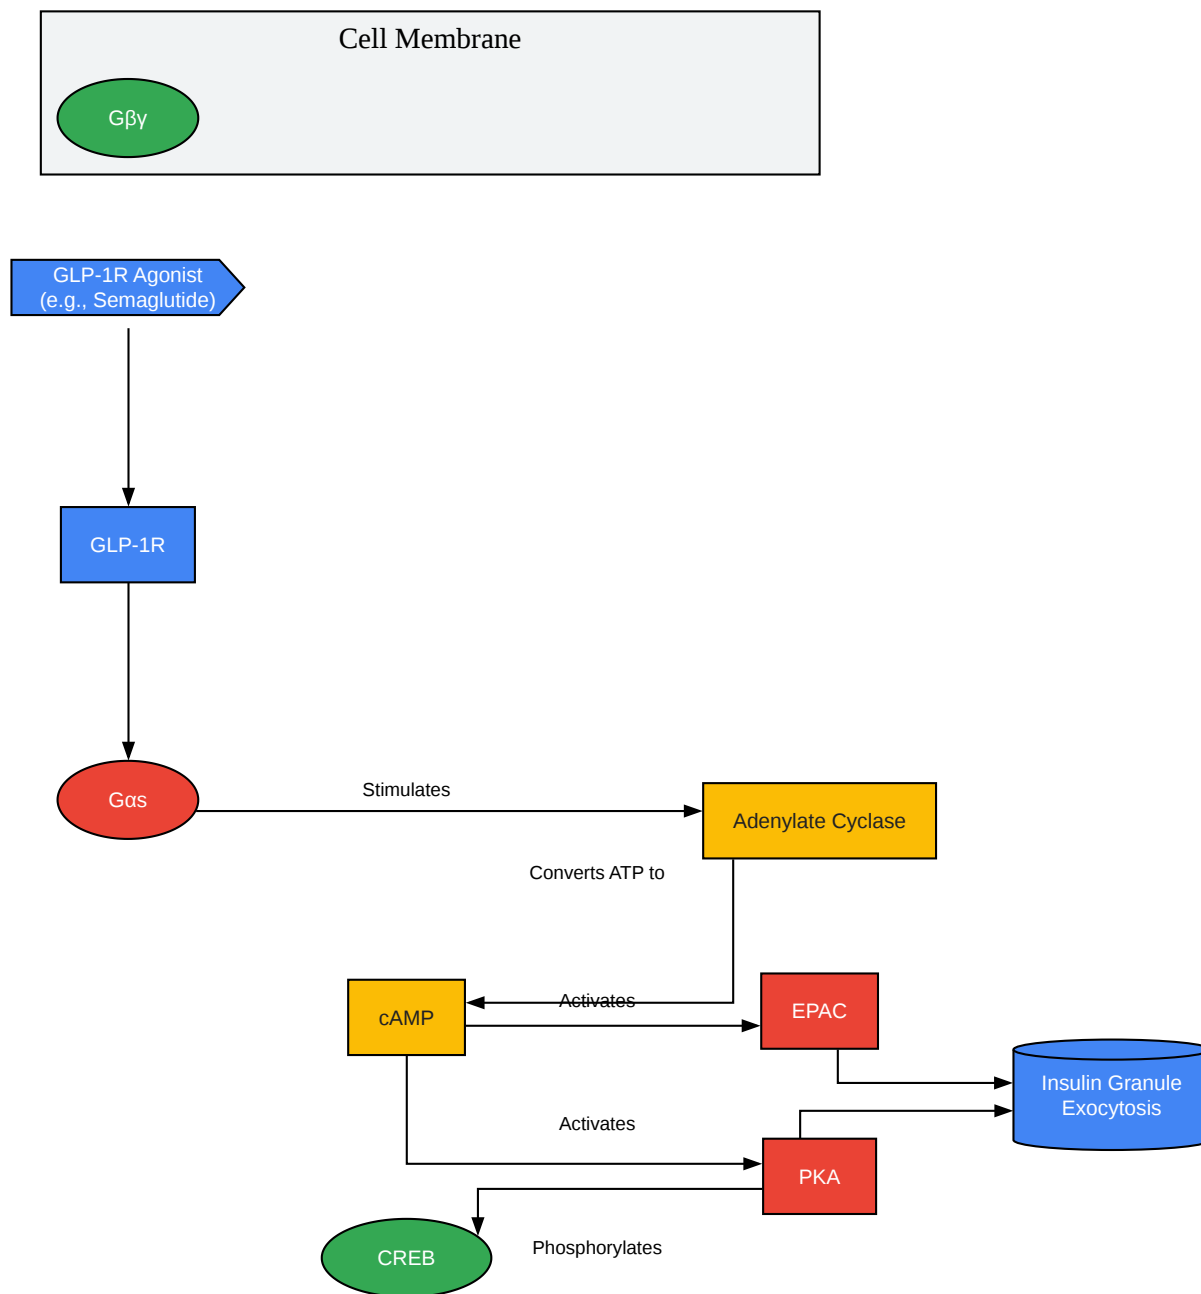 Cell Membrane
Gβγ
GLP-1R Agonist
(e.g., Semaglutide)
GLP-1R
Gαs
Stimulates
Adenylate Cyclase
Converts ATP to
cAMP
Activates
EPAC
Insulin Granule
Exocytosis
Activates
PKA
CREB
Phosphorylates